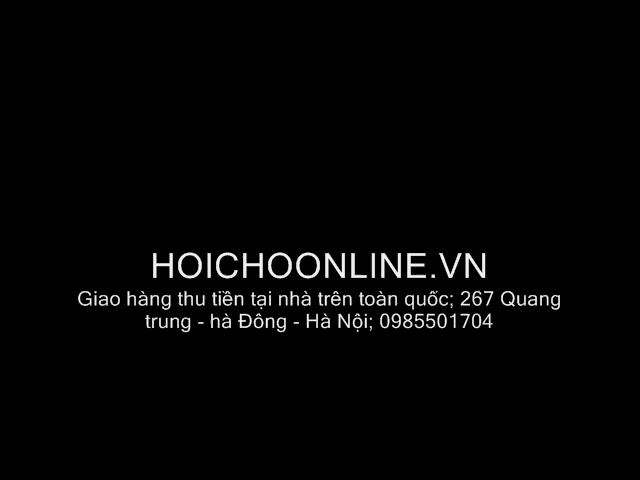 HOICHOONLINE.VN
Giao hàng thu tiền tại nhà trên toàn quốc; 267 Quang
trung - hà Đông - Hà Nội; 0985501704